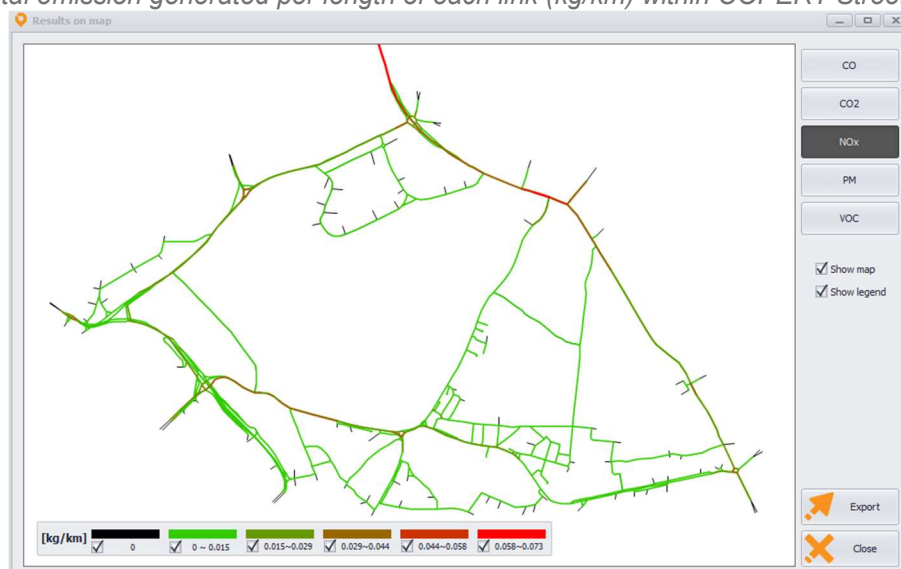 tal emission generated per length of each link (kg/km) within COPERT Street
Results on map
CO
CO2
NOx
PM
VOC
Show map
Show legend
[kg/km]
0
0 ~ 0.015
0.015~0.029
0.029~0.044
0.044~0.058
0.058~0.073
Export
Close